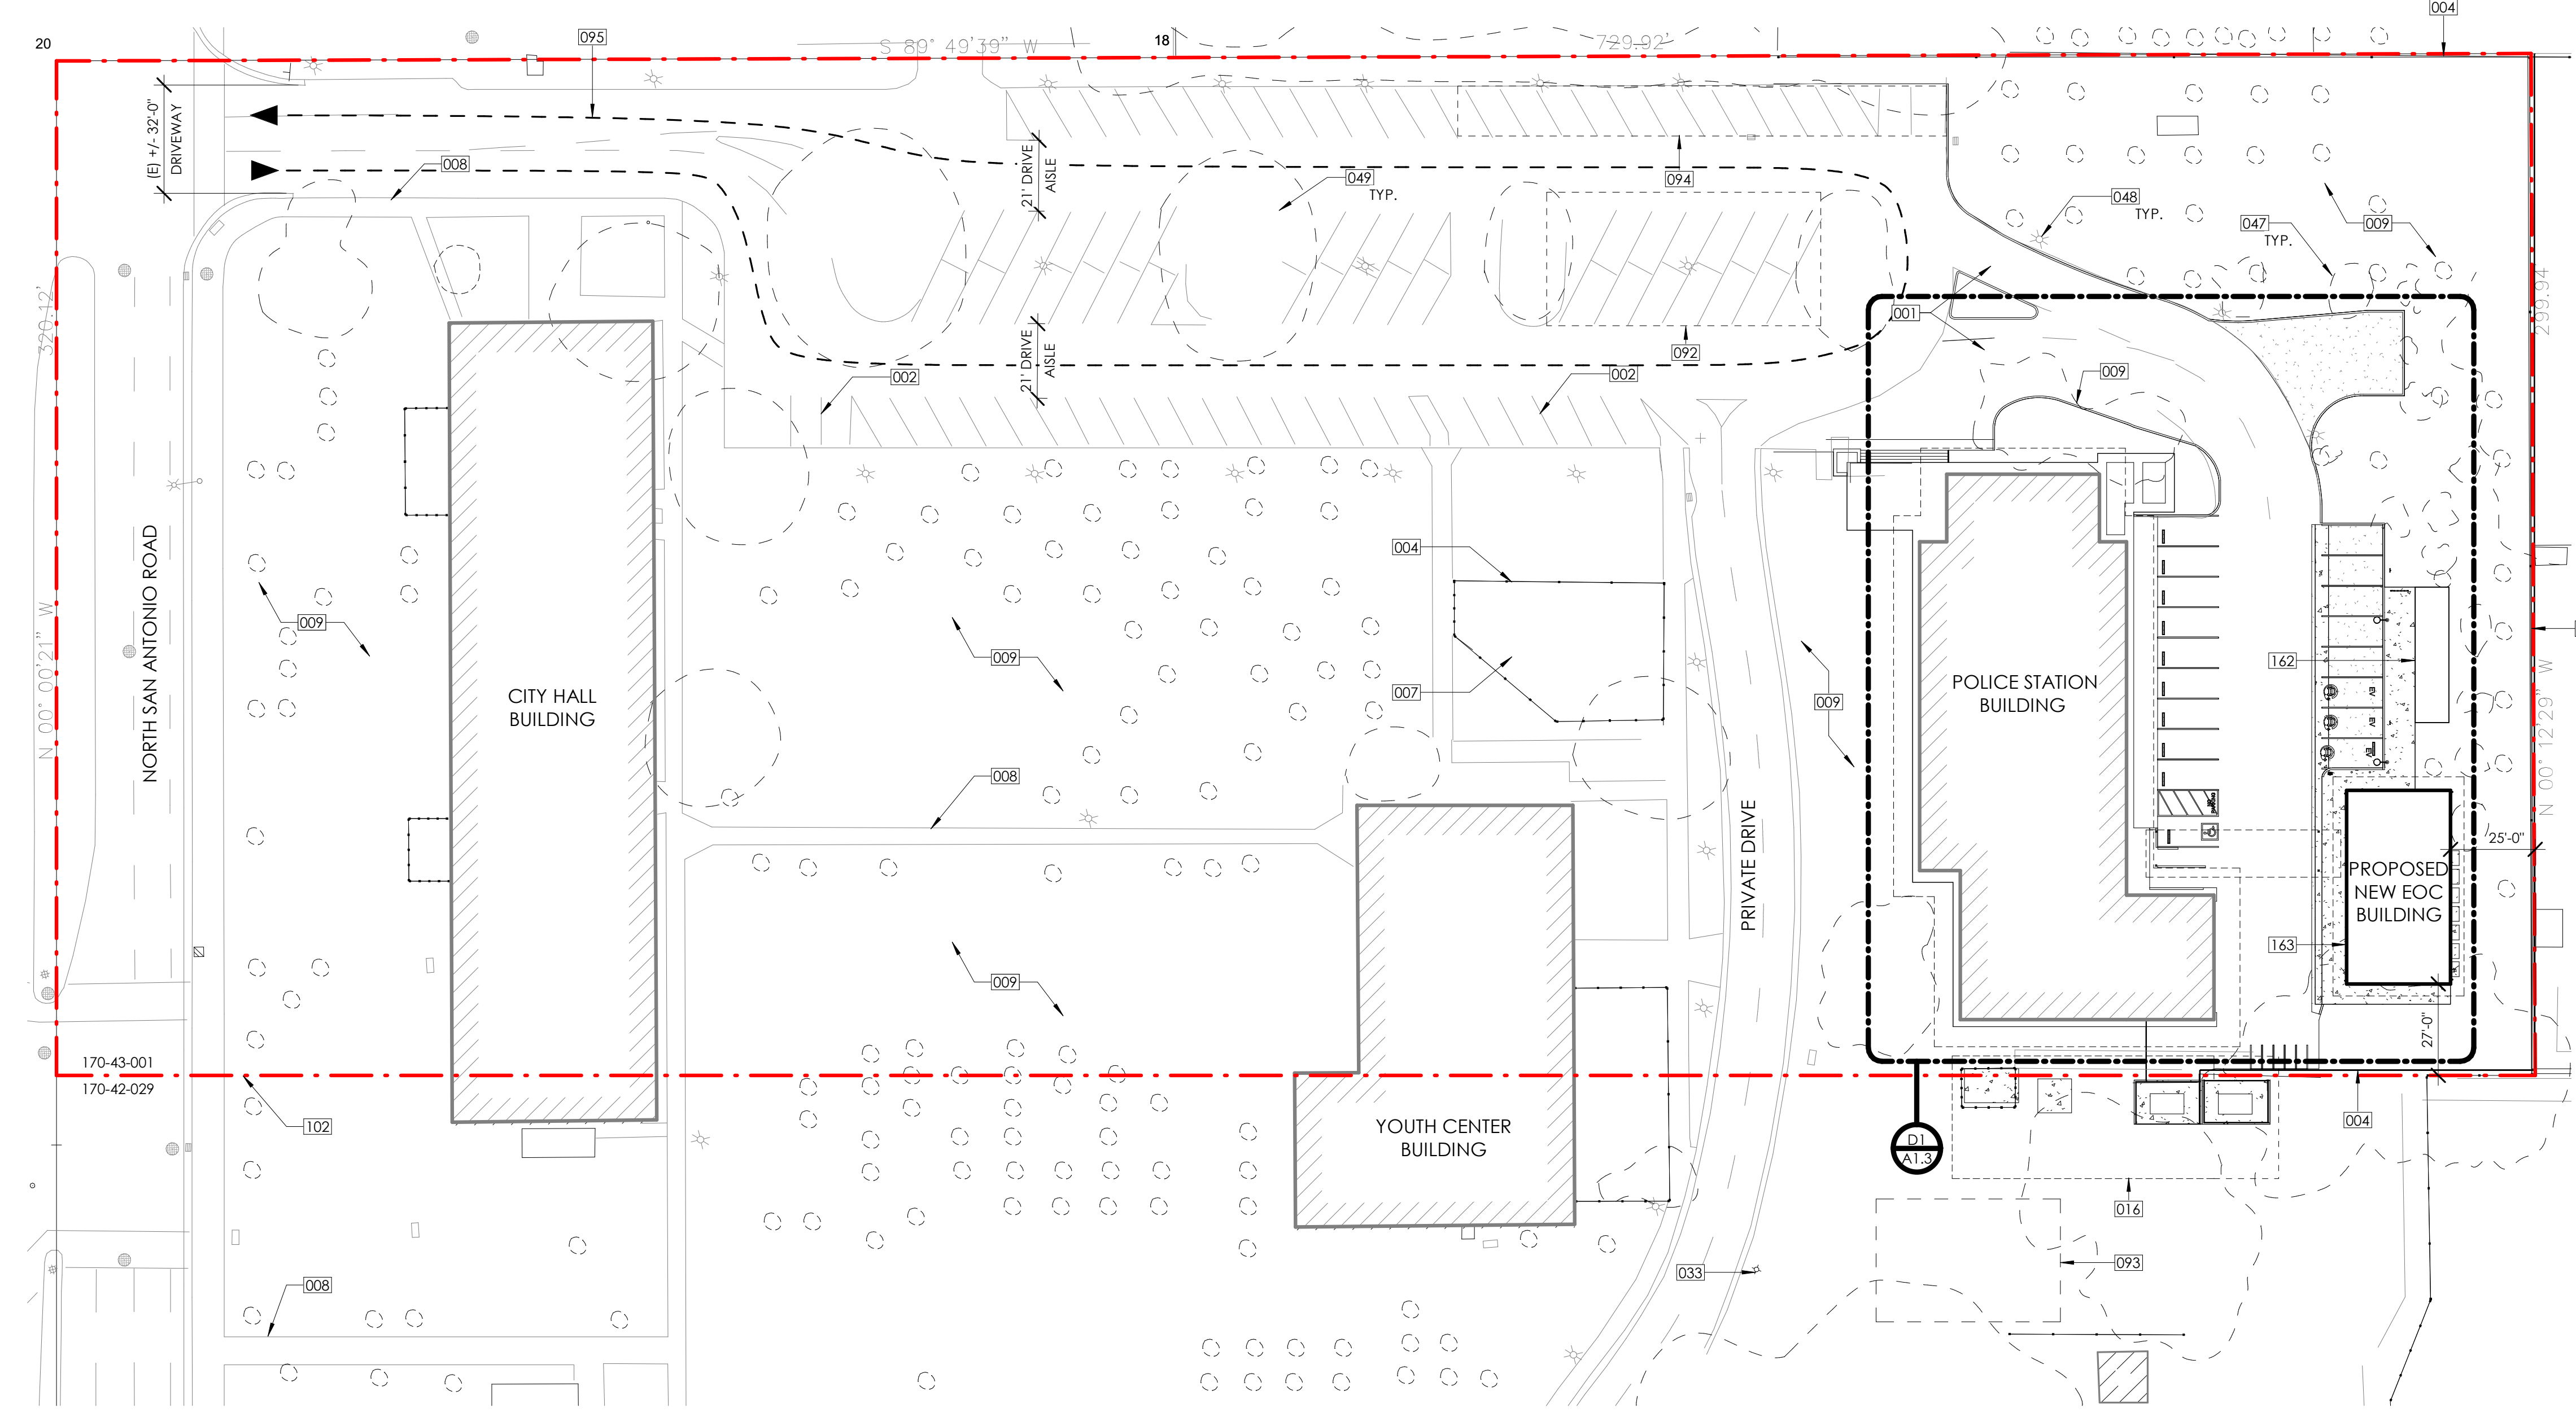 004
20
095
S 89° 49'39" W
18
729.92'
(E) +/- 32'-0"
DRIVEWAY
008
21' DRIVE
AISLE
049
TYP.
094
048
TYP.
047
TYP.
009
001
320.12'
299.94'
21' DRIVE
AISLE
092
002
002
009
NORTH SAN ANTONIO ROAD
N 00° 00'21" W
009
CITY HALL
BUILDING
009
004
007
009
POLICE STATION
BUILDING
162
EV
EV
EV
N 00° 12'29" W
008
PRIVATE DRIVE
NO
PARKING
25'-0"
PROPOSED
NEW EOC
BUILDING
163
009
27'-0"
170-43-001
170-42-029
102
YOUTH CENTER
BUILDING
D1
A1.3
004
016
093
033
008